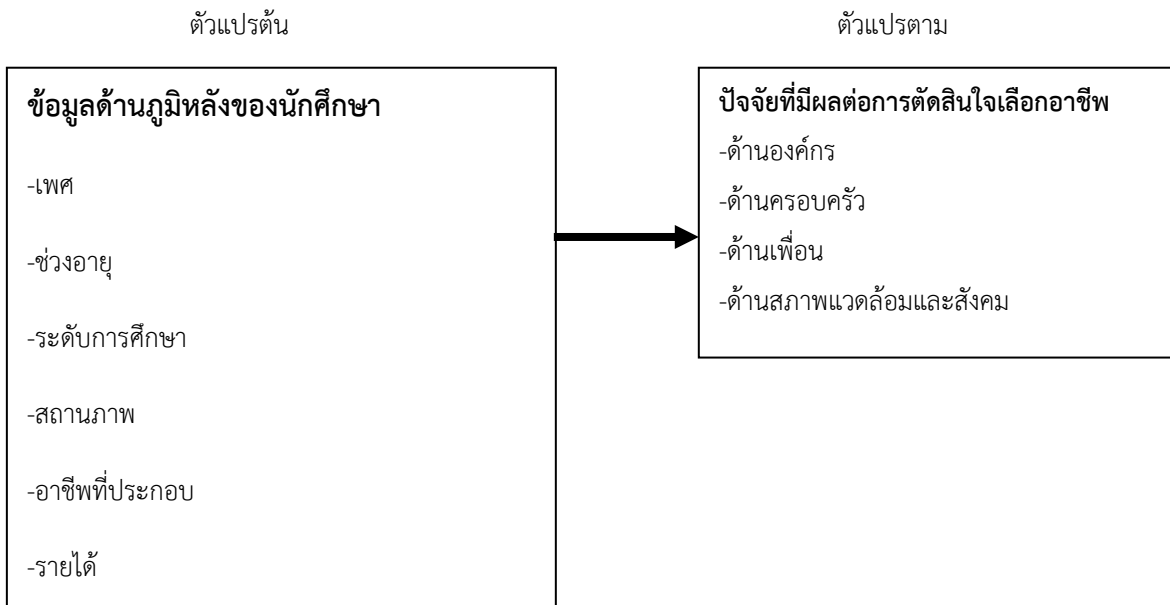 ตัวแปรต้น
ตัวแปรตาม
ข้อมูลด้านภูมิหลังของนักศึกษา
-เพศ
-ช่วงอายุ
-ระดับการศึกษา
-สถานภาพ
-อาชีพที่ประกอบ
-รายได้
ปัจจัยที่มีผลต่อการตัดสินใจเลือกอาชีพ
-ด้านองค์กร
-ด้านครอบครัว
-ด้านเพื่อน
-ด้านสภาพแวดล้อมและสังคม